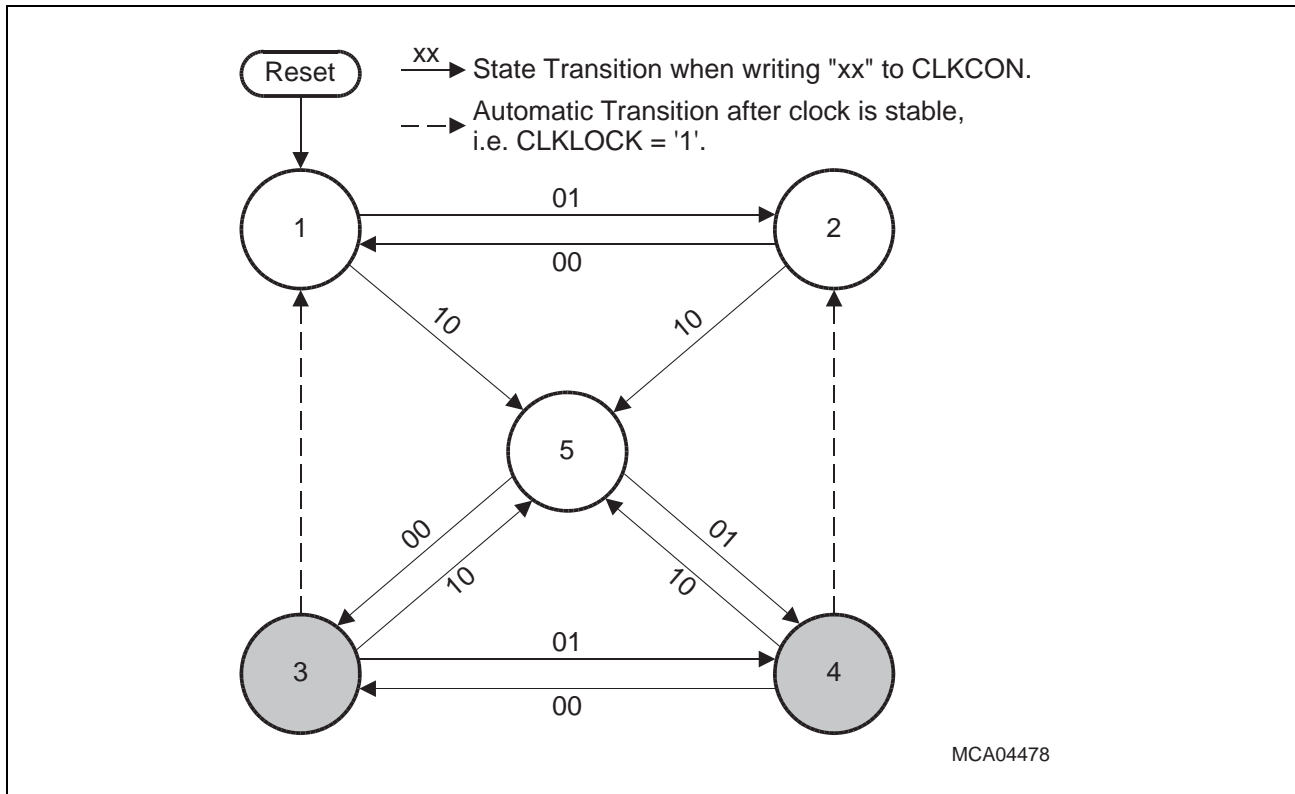 Reset
xx
State Transition when writing "xx" to CLKCON.
Automatic Transition after clock is stable,
i.e. CLKLOCK = '1'.
01
1
2
00
10
10
5
00
01
10
10
01
3
4
00
MCA04478